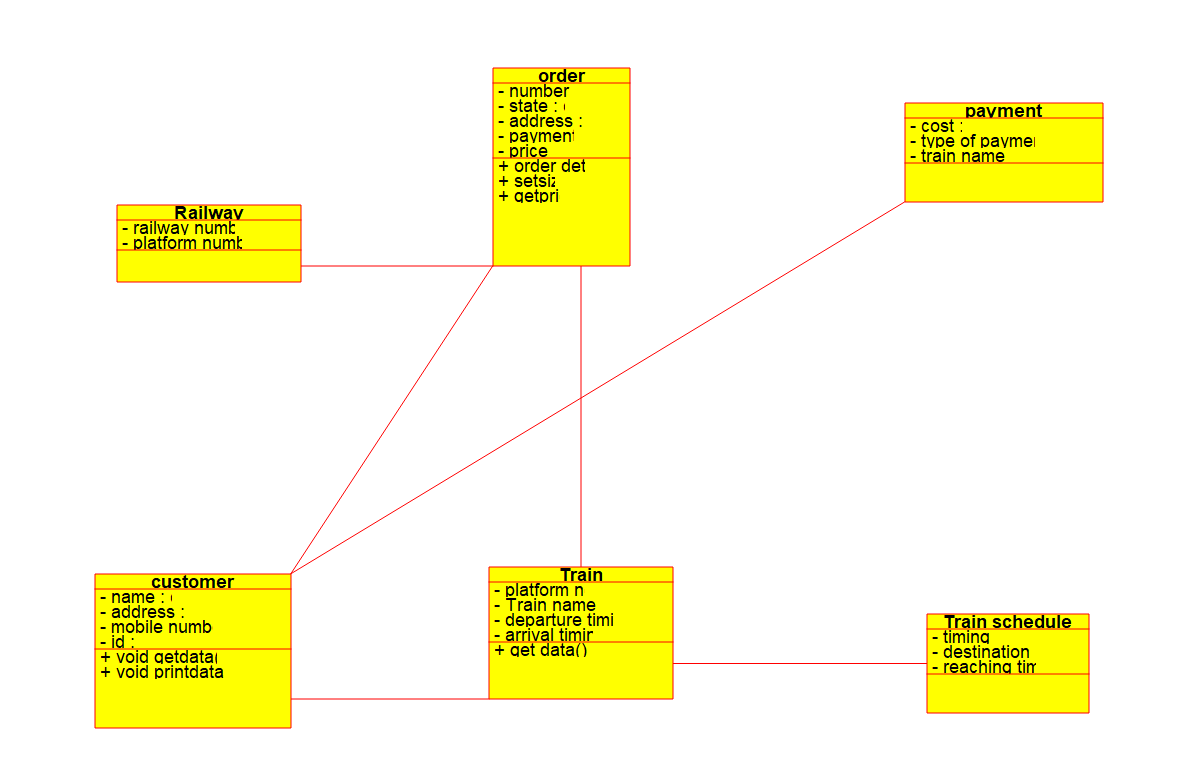 order
- number
- state :
- address :
- payment
- price
+ order det
+ setsiz
+ getpri
payment
- cost :
- type of paymen
- train name
Railway
- railway numb
- platform numb
customer
- name :
- address :
- mobile numb
- id :
+ void getdata(
+ void printdata
Train
- platform n
- Train name
- departure timi
- arrival timin
+ get data()
Train schedule
- timing
- destination
- reaching tim